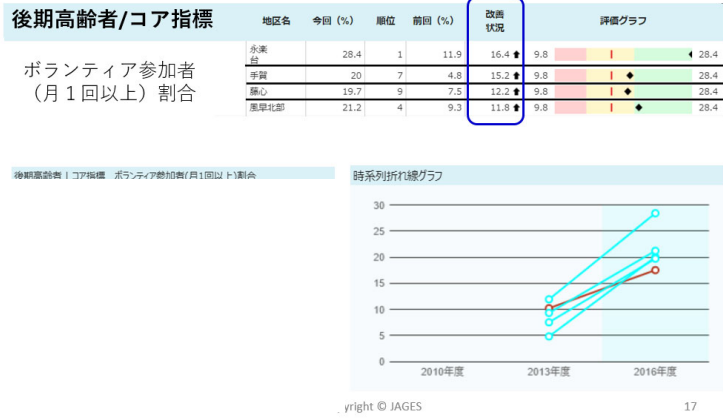 後期高齢者/コア指標
ボランティア参加者
（月１回以上）割合
地区名 今回 (%) 順位 前回 (%) 改善状況 評価グラフ
永楽台 28.4 1 11.9 16.4 ⬆ 9.8 28.4
手賀 20 7 4.8 15.2 ⬆ 9.8 28.4
藤心 19.7 9 7.5 12.2 ⬆ 9.8 28.4
風早北部 21.2 4 9.3 11.8 ⬆ 9.8 28.4
後期高齢者 | コア指標 ボランティア参加者(月1回以上)割合
時系列折れ線グラフ
30
25
20
15
10
5
0
2010年度 2013年度 2016年度
yright © JAGES
17